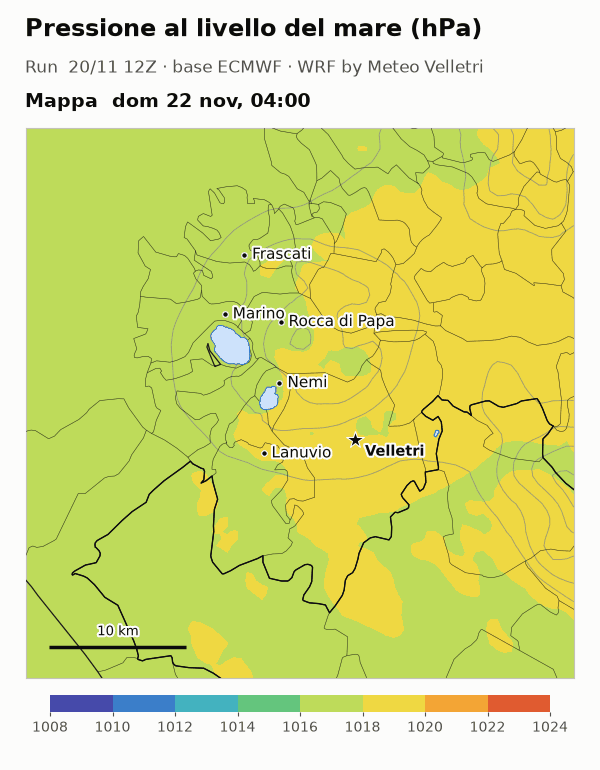 Pressione al livello del mare (hPa)
Run  20/11 12Z · base ECMWF · WRF by Meteo Velletri
Mappa  dom 22 nov, 04:00
Frascati
Marino
Rocca di Papa
Nemi
Velletri
Lanuvio
10 km
1008 1010 1012 1014 1016 1018 1020 1022 1024